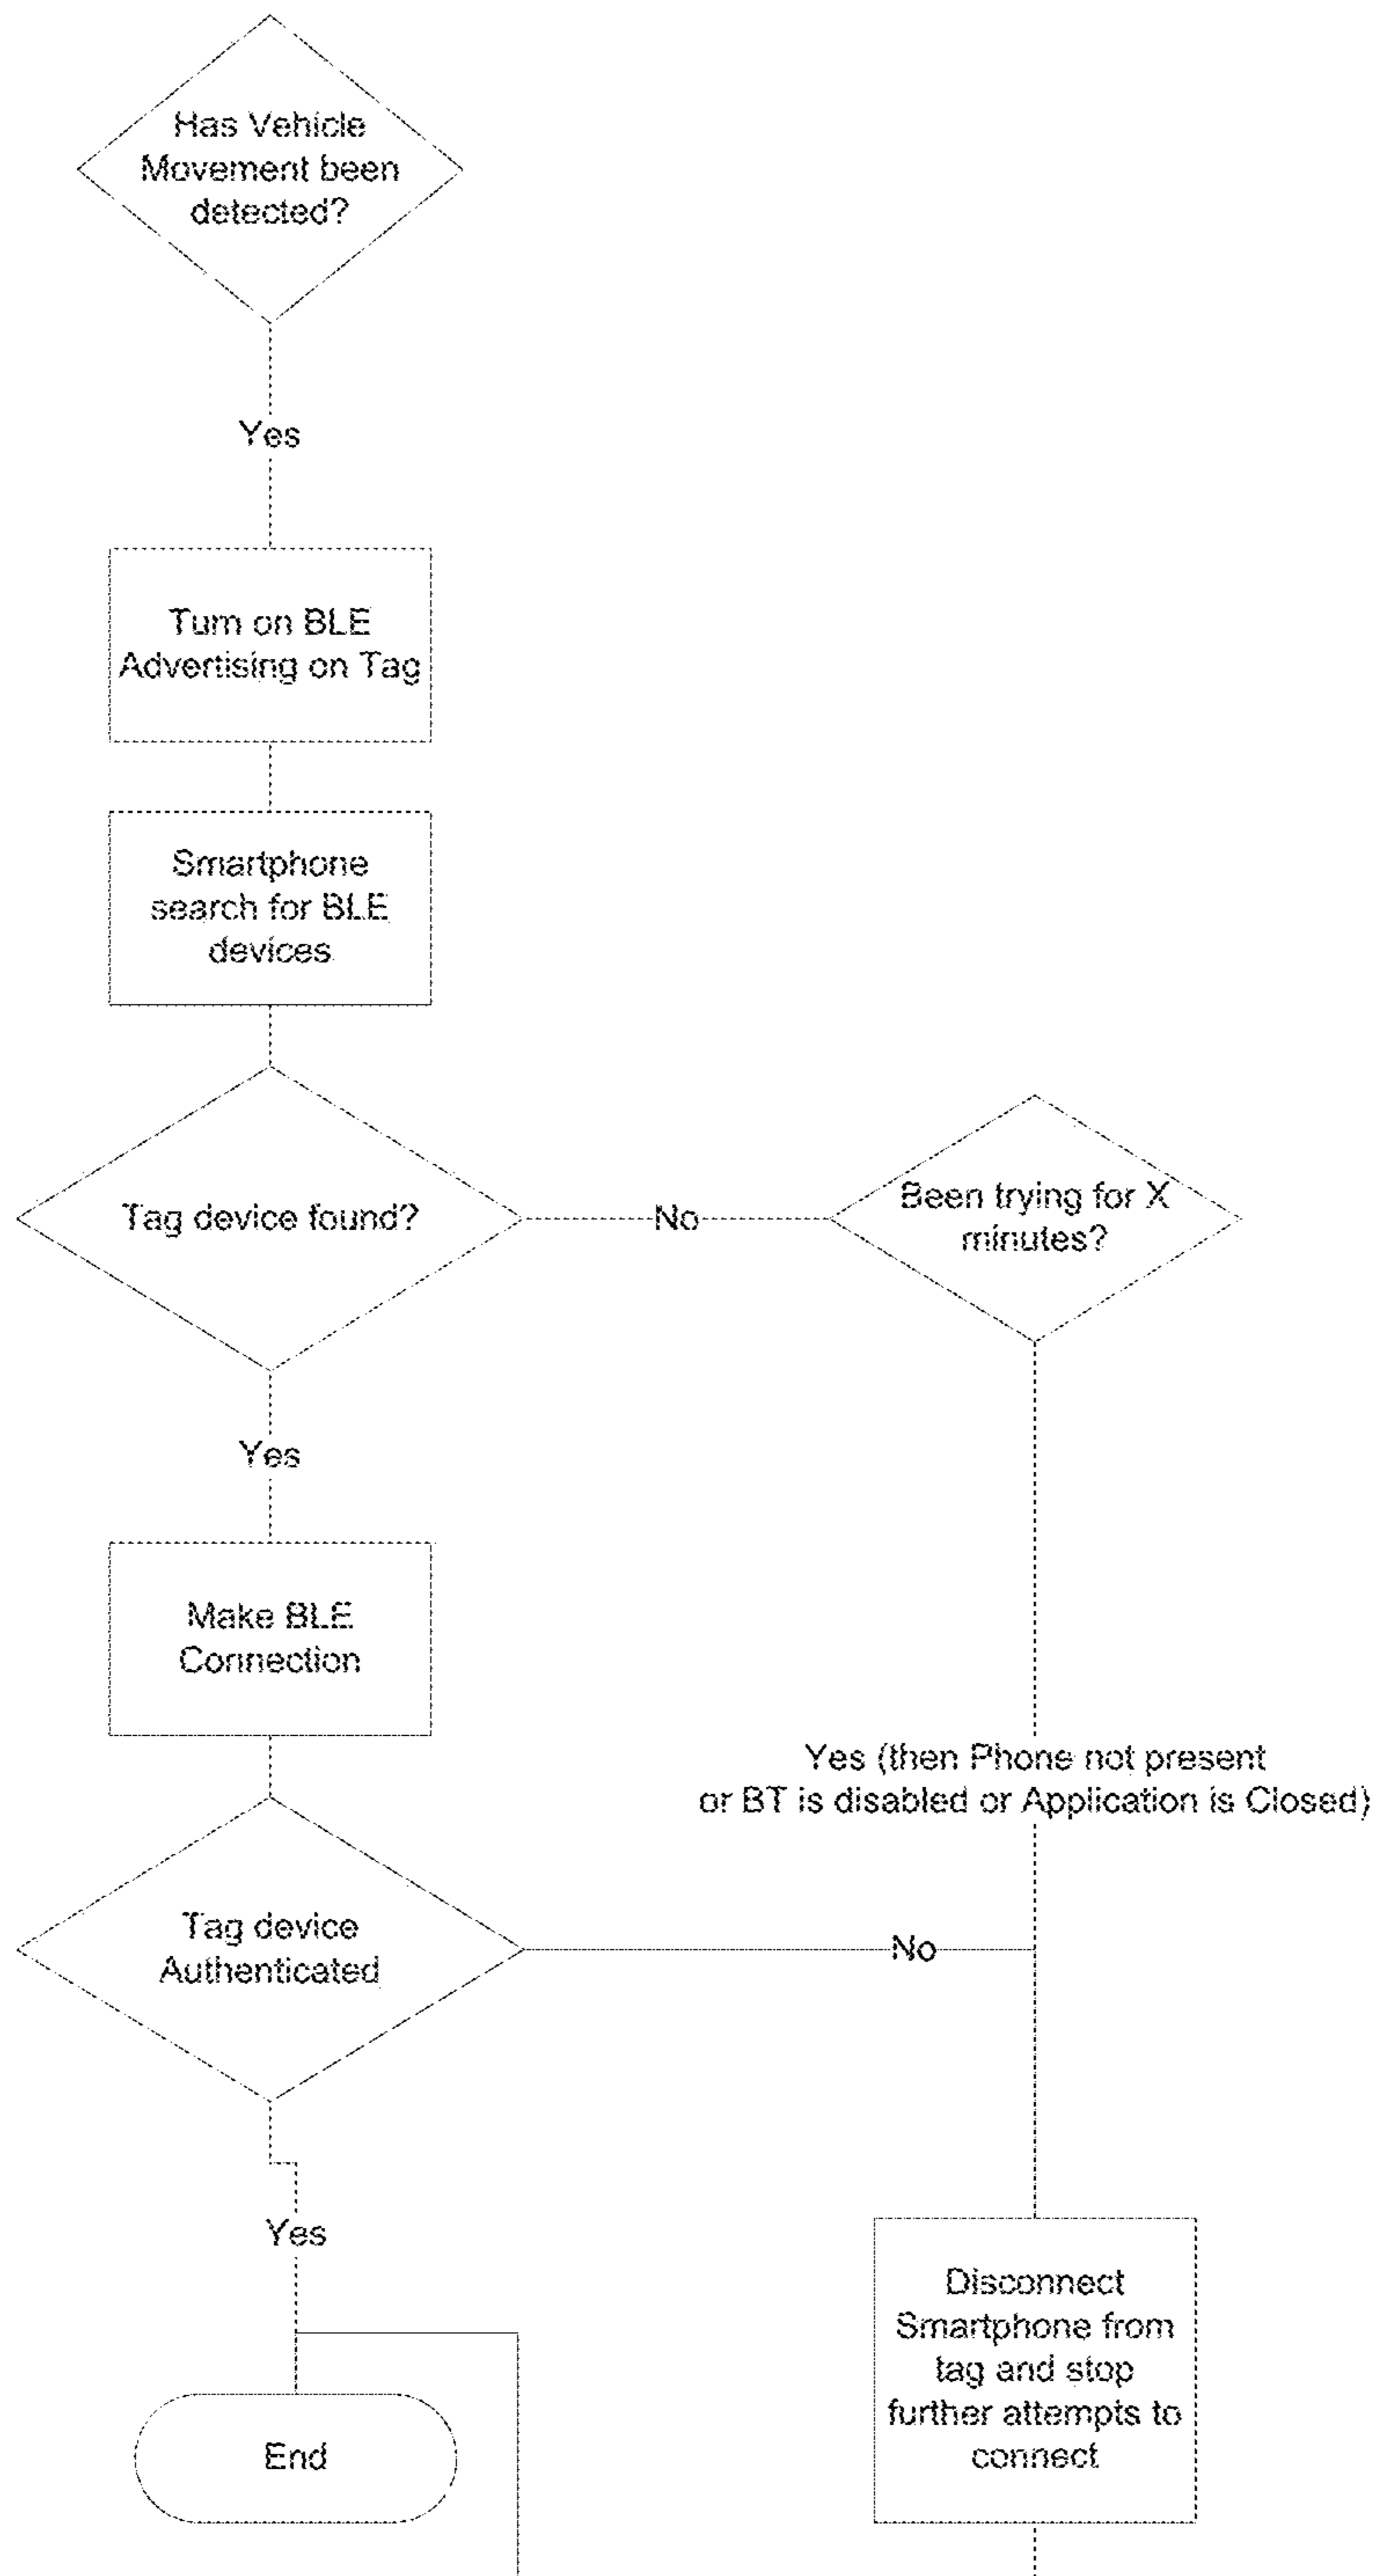 Has Vehicle
Movement been
detected?
Yes
Turn on BLE
Advertising on Tag
Smartphone
search for BLE
devices
Tag device found?
No
Been trying for X
minutes?
Yes
Make BLE
Connection
Yes (then Phone not present
or BT is disabled or Application is Closed)
Tag device
Authenticated
No
Yes
Disconnect
Smartphone from
tag and stop
further attempts to
connect
End